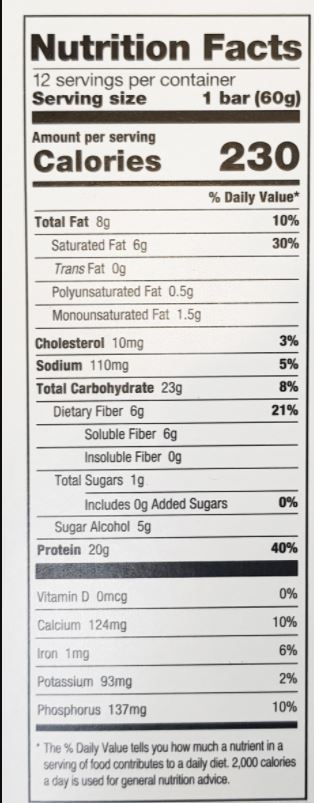 Nutrition Facts
12 servings per container
Serving size 1 bar (60g)
Amount per serving
Calories 230
% Daily Value*
Total Fat 8g 10%
Saturated Fat 6g 30%
Trans Fat 0g
Polyunsaturated Fat 0.5g
Monounsaturated Fat 1.5g
Cholesterol 10mg 3%
Sodium 110mg 5%
Total Carbohydrate 23g 8%
Dietary Fiber 6g 21%
Soluble Fiber 6g
Insoluble Fiber 0g
Total Sugars 1g
Includes 0g Added Sugars 0%
Sugar Alcohol 5g
Protein 20g 40%
Vitamin D 0mcg 0%
Calcium 124mg 10%
Iron 1mg 6%
Potassium 93mg 2%
Phosphorus 137mg 10%
* The % Daily Value tells you how much a nutrient in a
serving of food contributes to a daily diet. 2,000 calories
a day is used for general nutrition advice.